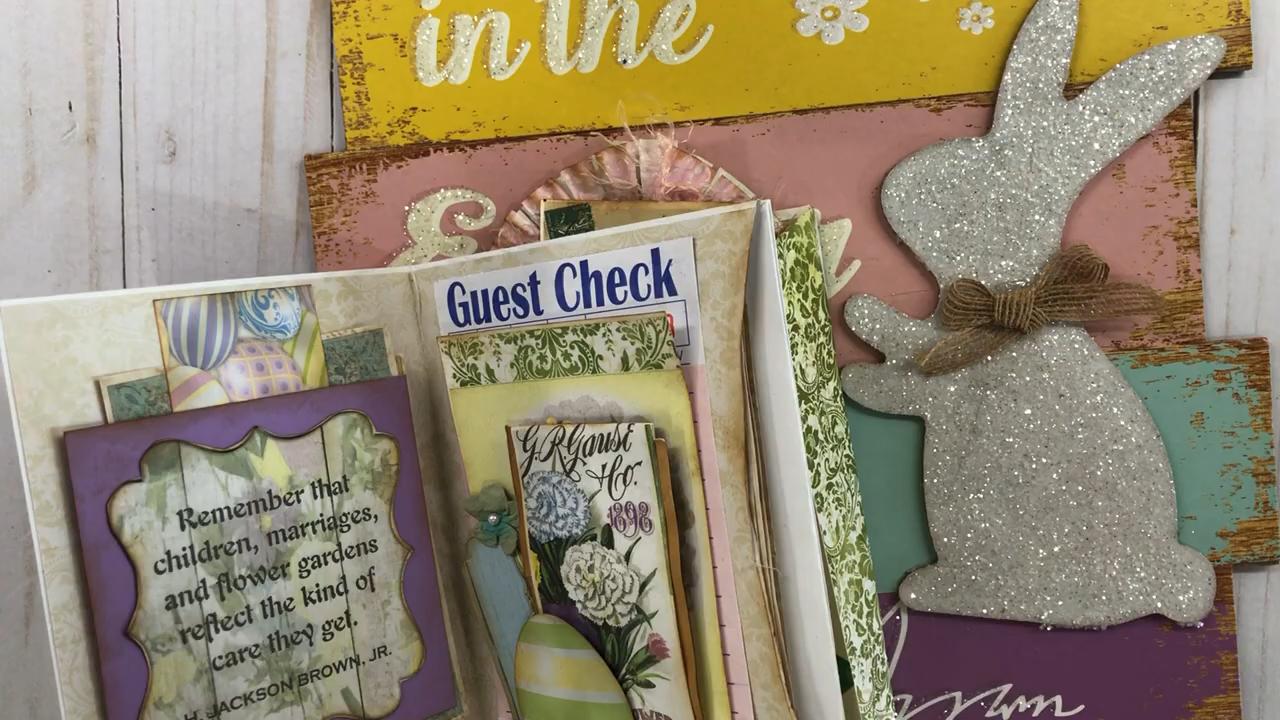 in the
Guest Check
G.R. Gause
& Co.
1898
Remember that
children, marriages,
and flower gardens
reflect the kind of
care they get.
H. JACKSON BROWN, JR.